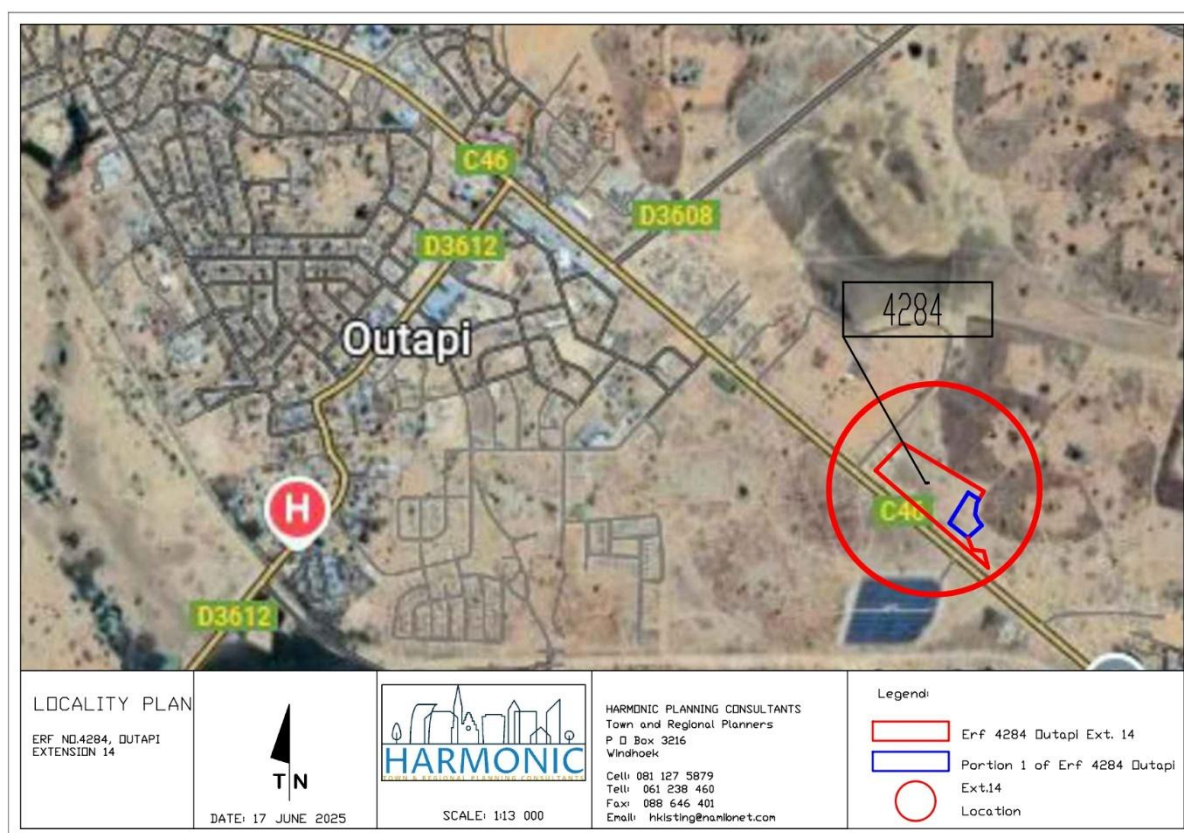 C46
D3608
D3612
4284
Outapi
C46
H
D3612
LOCALITY PLAN
ERF NO.4284, OUTAPI
EXTENSION 14
T N
DATE: 17 JUNE 2025
HARMONIC
TOWN & REGIONAL PLANNING CONSULTANTS
SCALE: 1:13 000
HARMONIC PLANNING CONSULTANTS
Town and Regional Planners
P O Box 3216
Windhoek
Cell: 081 127 5879
Tell: 061 238 460
Fax: 088 646 401
Email: hkisting@namibnet.com
Legend:
Erf 4284 Outapi Ext. 14
Portion 1 of Erf 4284 Outapi
Ext.14
Location